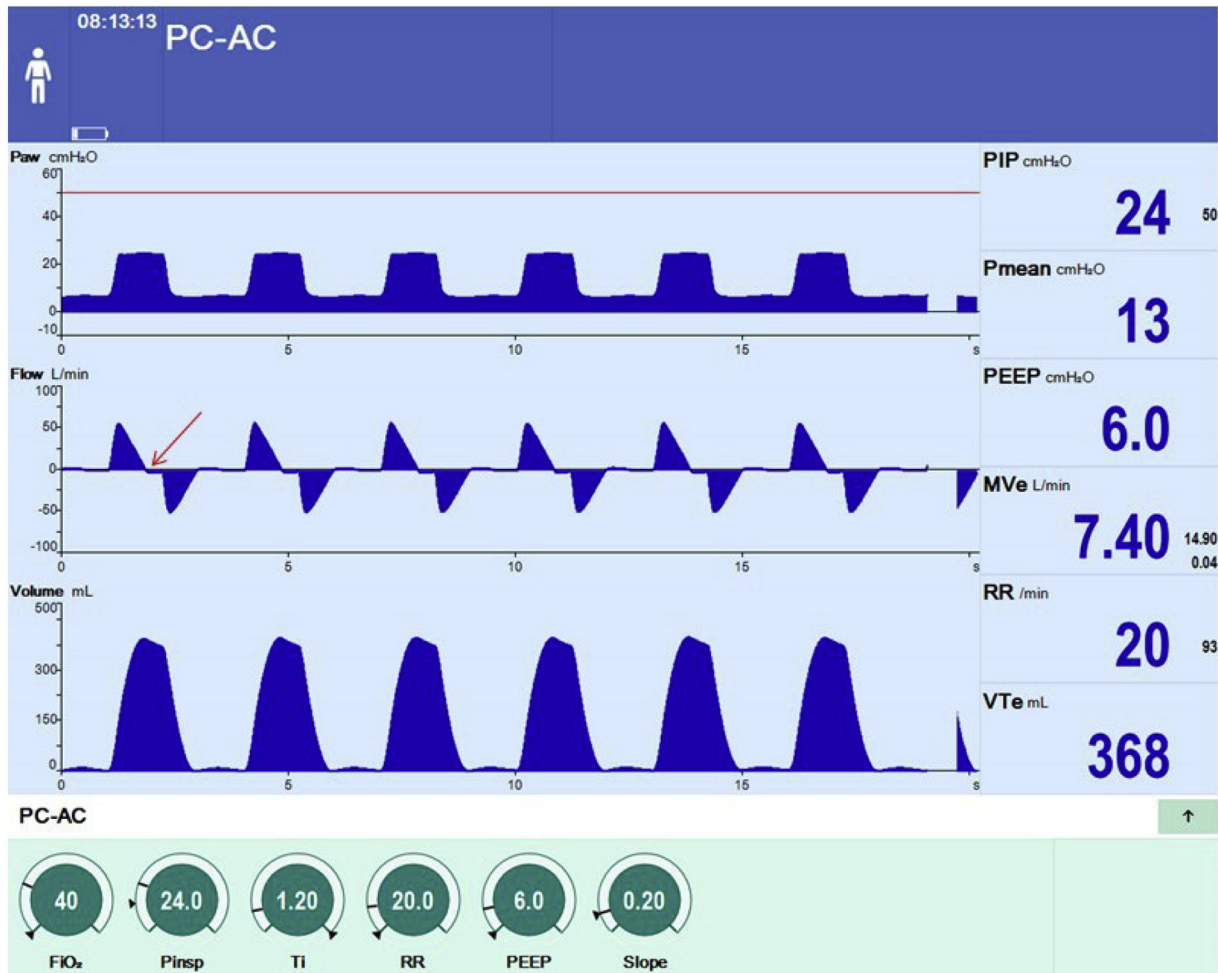 08:13:13 PC-AC
Paw cmH₂O
60
40
20
0
-10
0 5 10 15 s
PIP cmH₂O
24 50
Pmean cmH₂O
13
Flow L/min
100
50
0
-50
-100
0 5 10 15 s
PEEP cmH₂O
6.0
MVe L/min
7.40 14.90
0.04
Volume mL
500
300
150
0
0 5 10 15 s
RR /min
20 93
VTe mL
368
PC-AC ↑
40 24.0 1.20 20.0 6.0 0.20
FiO₂ Pinsp Ti RR PEEP Slope